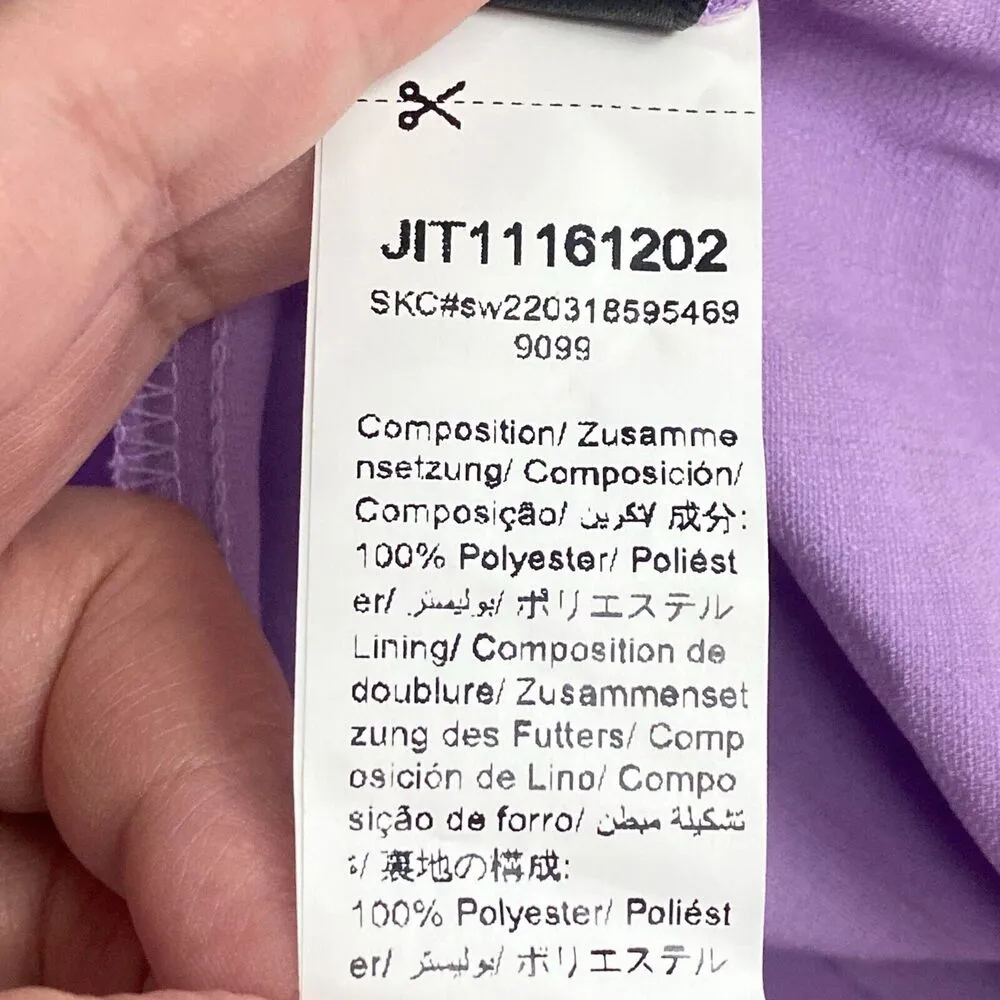 JIT11161202
SKC#sw220318595469
9099
Composition/ Zusamme
nsetzung/ Composición/
Composição/ تكوين/ 成分:
100% Polyester/ Poliést
er/ بوليستر/ ポリエステル
Lining/ Composition de
doublure/ Zusammenset
zung des Futters/ Comp
osición de Lino/ Compo
sição de forro/ تشكيلة مبطن
ة/ 裏地の構成:
100% Polyester/ Poliést
er/ بوليستر/ ポリエステル